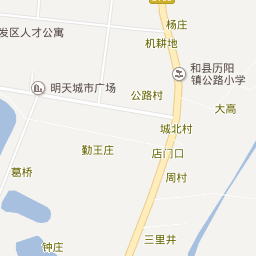 杨庄
机耕地
发区人才公寓
和县历阳
镇公路小学
明天城市广场
公路村
大高
城北村
勤王庄
店门口
葛桥
周村
三里井
钟庄